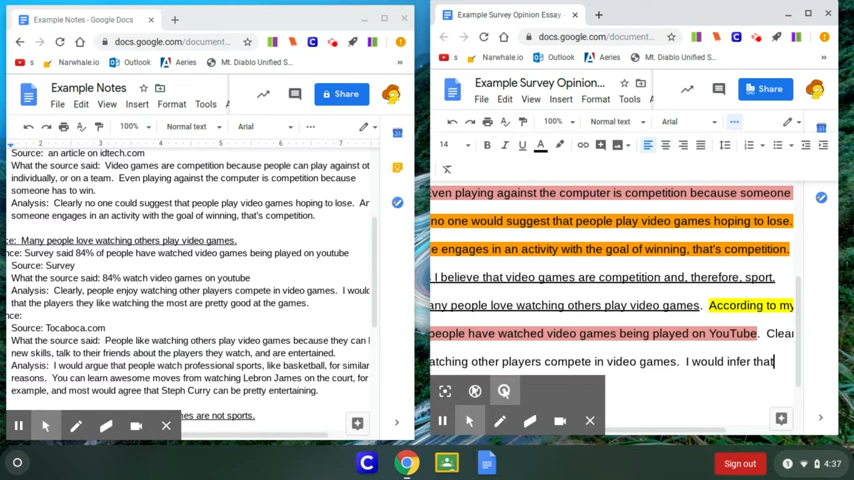 Example Notes - Google Docs
docs.google.com/document...
Narwhale.io
Outlook
Aeries
Mt. Diablo Unified S...
Example Notes
File Edit View Insert Format Tools
Share
100%
Normal text
Arial
2 3 4 5 6 7
Source: an article on idtech.com
What the source said: Video games are competition because people can play against ot
individually, or on a team. Even playing against the computer is competition because
someone has to win.
Analysis: Clearly no one could suggest that people play video games hoping to lose. An
someone engages in an activity with the goal of winning, that's competition.
ce: Many people love watching others play video games.
nce: Survey said 84% of people have watched video games being played on youtube
Source: Survey
What the source said: 84% watch video games on youtube
Analysis: Clearly, people enjoy watching other players compete in video games. I would
that the players they like watching the most are pretty good at the games.
nce:
Source: Tocaboca.com
What the source said: People like watching others play video games because they can l
new skills, talk to their friends about the players they watch, and are entertained.
Analysis: I would argue that people watch professional sports, like basketball, for similar
reasons. You can learn awesome moves from watching Lebron James on the court, for
example, and most would agree that Steph Curry can be pretty entertaining.
mes are not sports.
Example Survey Opinion Essay -
docs.google.com/document...
Narwhale.io
Outlook
Aeries
Mt. Diablo Unified S...
Example Survey Opinion...
File Edit View Insert Format Tools
Share
100%
Normal text
Arial
14
B I U A
Even playing against the computer is competition because someone
no one would suggest that people play video games hoping to lose.
e engages in an activity with the goal of winning, that's competition.
I believe that video games are competition and, therefore, sport.
any people love watching others play video games. According to my
people have watched video games being played on YouTube. Clear
atching other players compete in video games. I would infer that
Sign out
1
4:37